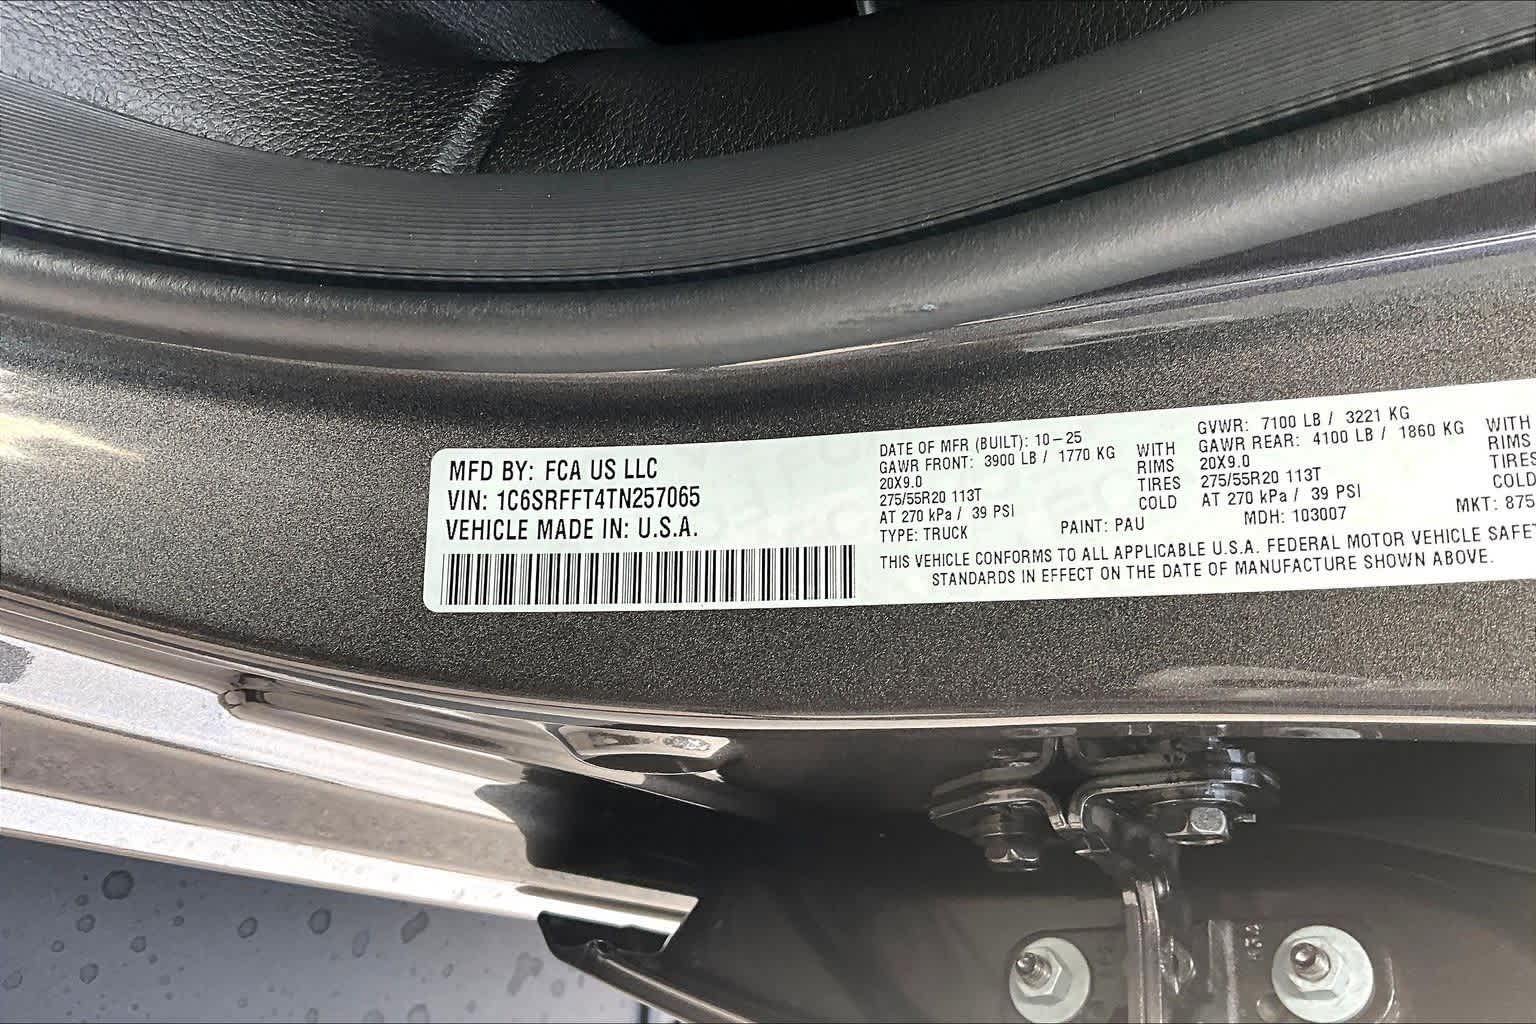 MFD BY: FCA US LLC
VIN: 1C6SRFFT4TN257065
VEHICLE MADE IN: U.S.A.
DATE OF MFR (BUILT): 10-25
GAWR FRONT: 3900 LB / 1770 KG WITH
20X9.0 RIMS
275/55R20 113T TIRES
AT 270 kPa / 39 PSI COLD
TYPE: TRUCK PAINT: PAU
GVWR: 7100 LB / 3221 KG
GAWR REAR: 4100 LB / 1860 KG WITH
20X9.0 RIMS
275/55R20 113T TIRES
AT 270 kPa / 39 PSI COLD
MDH: 103007 MKT: 875
THIS VEHICLE CONFORMS TO ALL APPLICABLE U.S.A. FEDERAL MOTOR VEHICLE SAFE
STANDARDS IN EFFECT ON THE DATE OF MANUFACTURE SHOWN ABOVE.